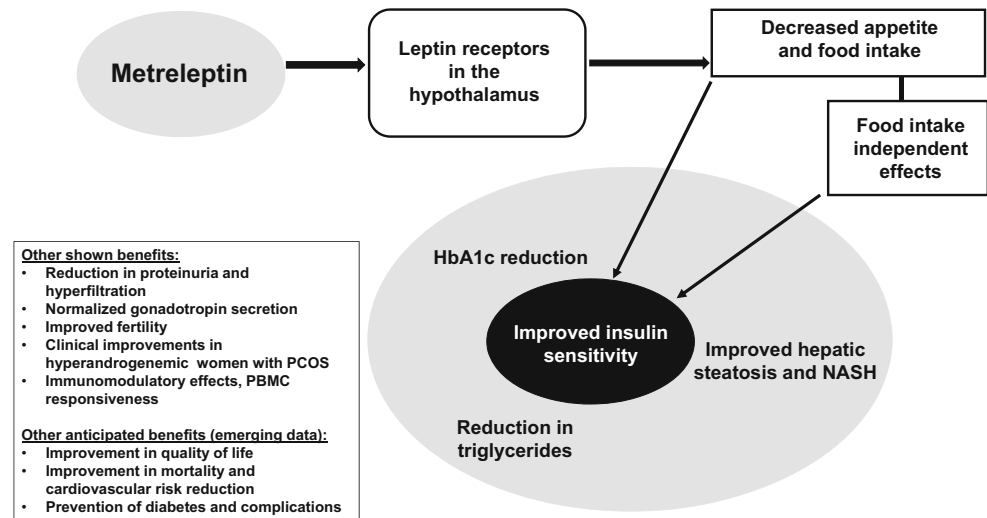 Metreleptin
Leptin receptors
in the
hypothalamus
Decreased appetite
and food intake
Food intake
independent
effects
HbA1c reduction
Improved insulin
sensitivity
Improved hepatic
steatosis and NASH
Reduction in
triglycerides
Other shown benefits:
• Reduction in proteinuria and
hyperfiltration
• Normalized gonadotropin secretion
• Improved fertility
• Clinical improvements in
hyperandrogenemic women with PCOS
• Immunomodulatory effects, PBMC
responsiveness
Other anticipated benefits (emerging data):
• Improvement in quality of life
• Improvement in mortality and
cardiovascular risk reduction
• Prevention of diabetes and complications